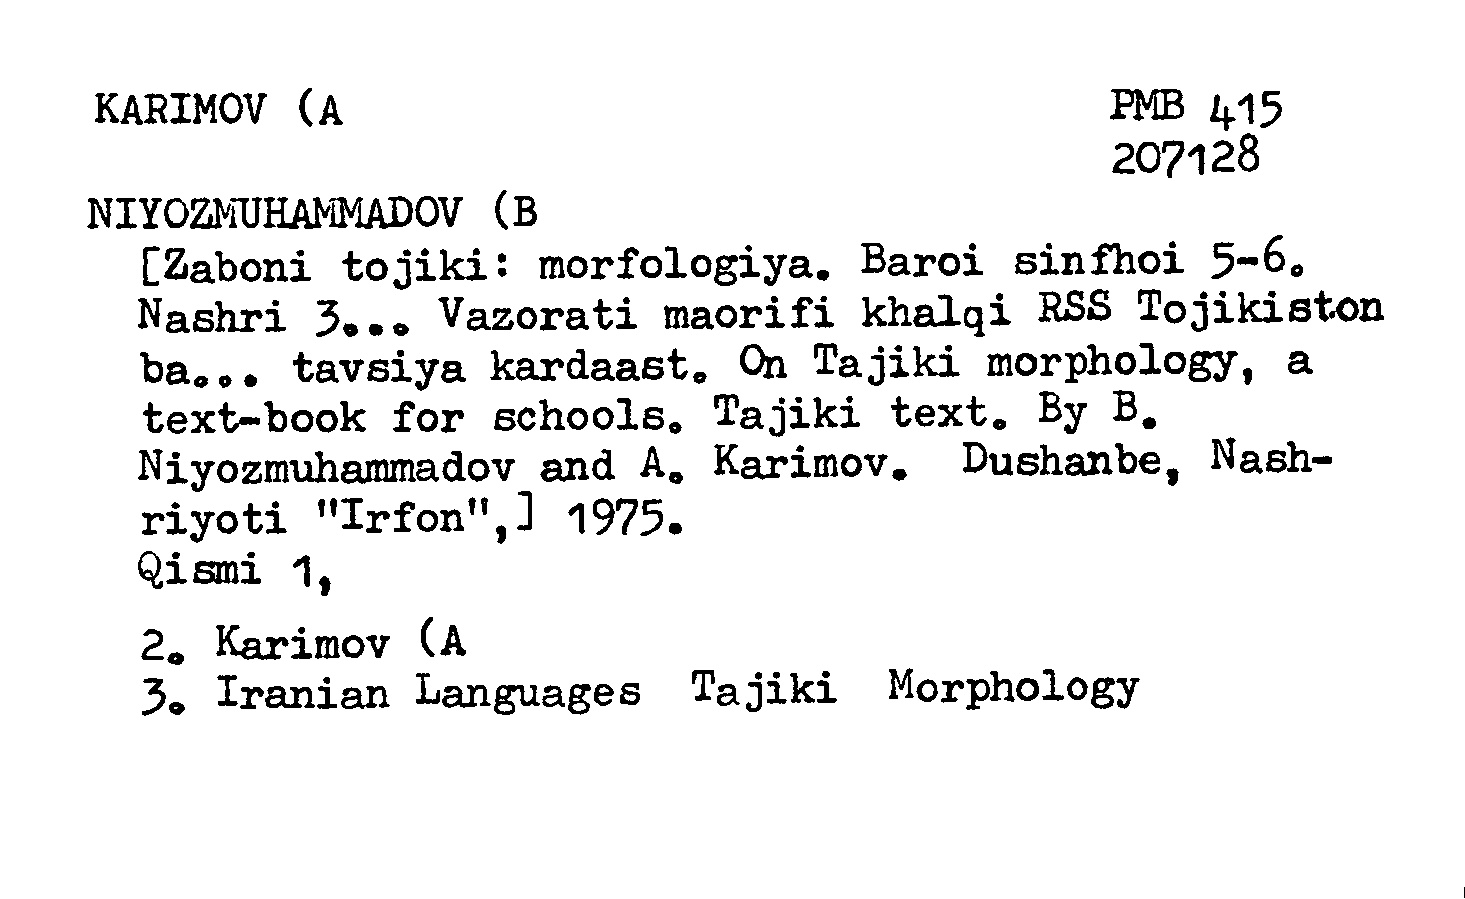 KARIMOV (A
PMB 415
207128
NIYOZMUHAMMADOV (B
[Zaboni tojiki: morfologiya. Baroi sinfhoi 5-6.
Nashri 3... Vazorati maorifi khalqi RSS Tojikiston
ba... tavsiya kardaast. On Tajiki morphology, a
text-book for schools. Tajiki text. By B.
Niyozmuhammadov and A. Karimov. Dushanbe, Nash-
riyoti "Irfon",] 1975.
Qismi 1,
2. Karimov (A
3. Iranian Languages Tajiki Morphology